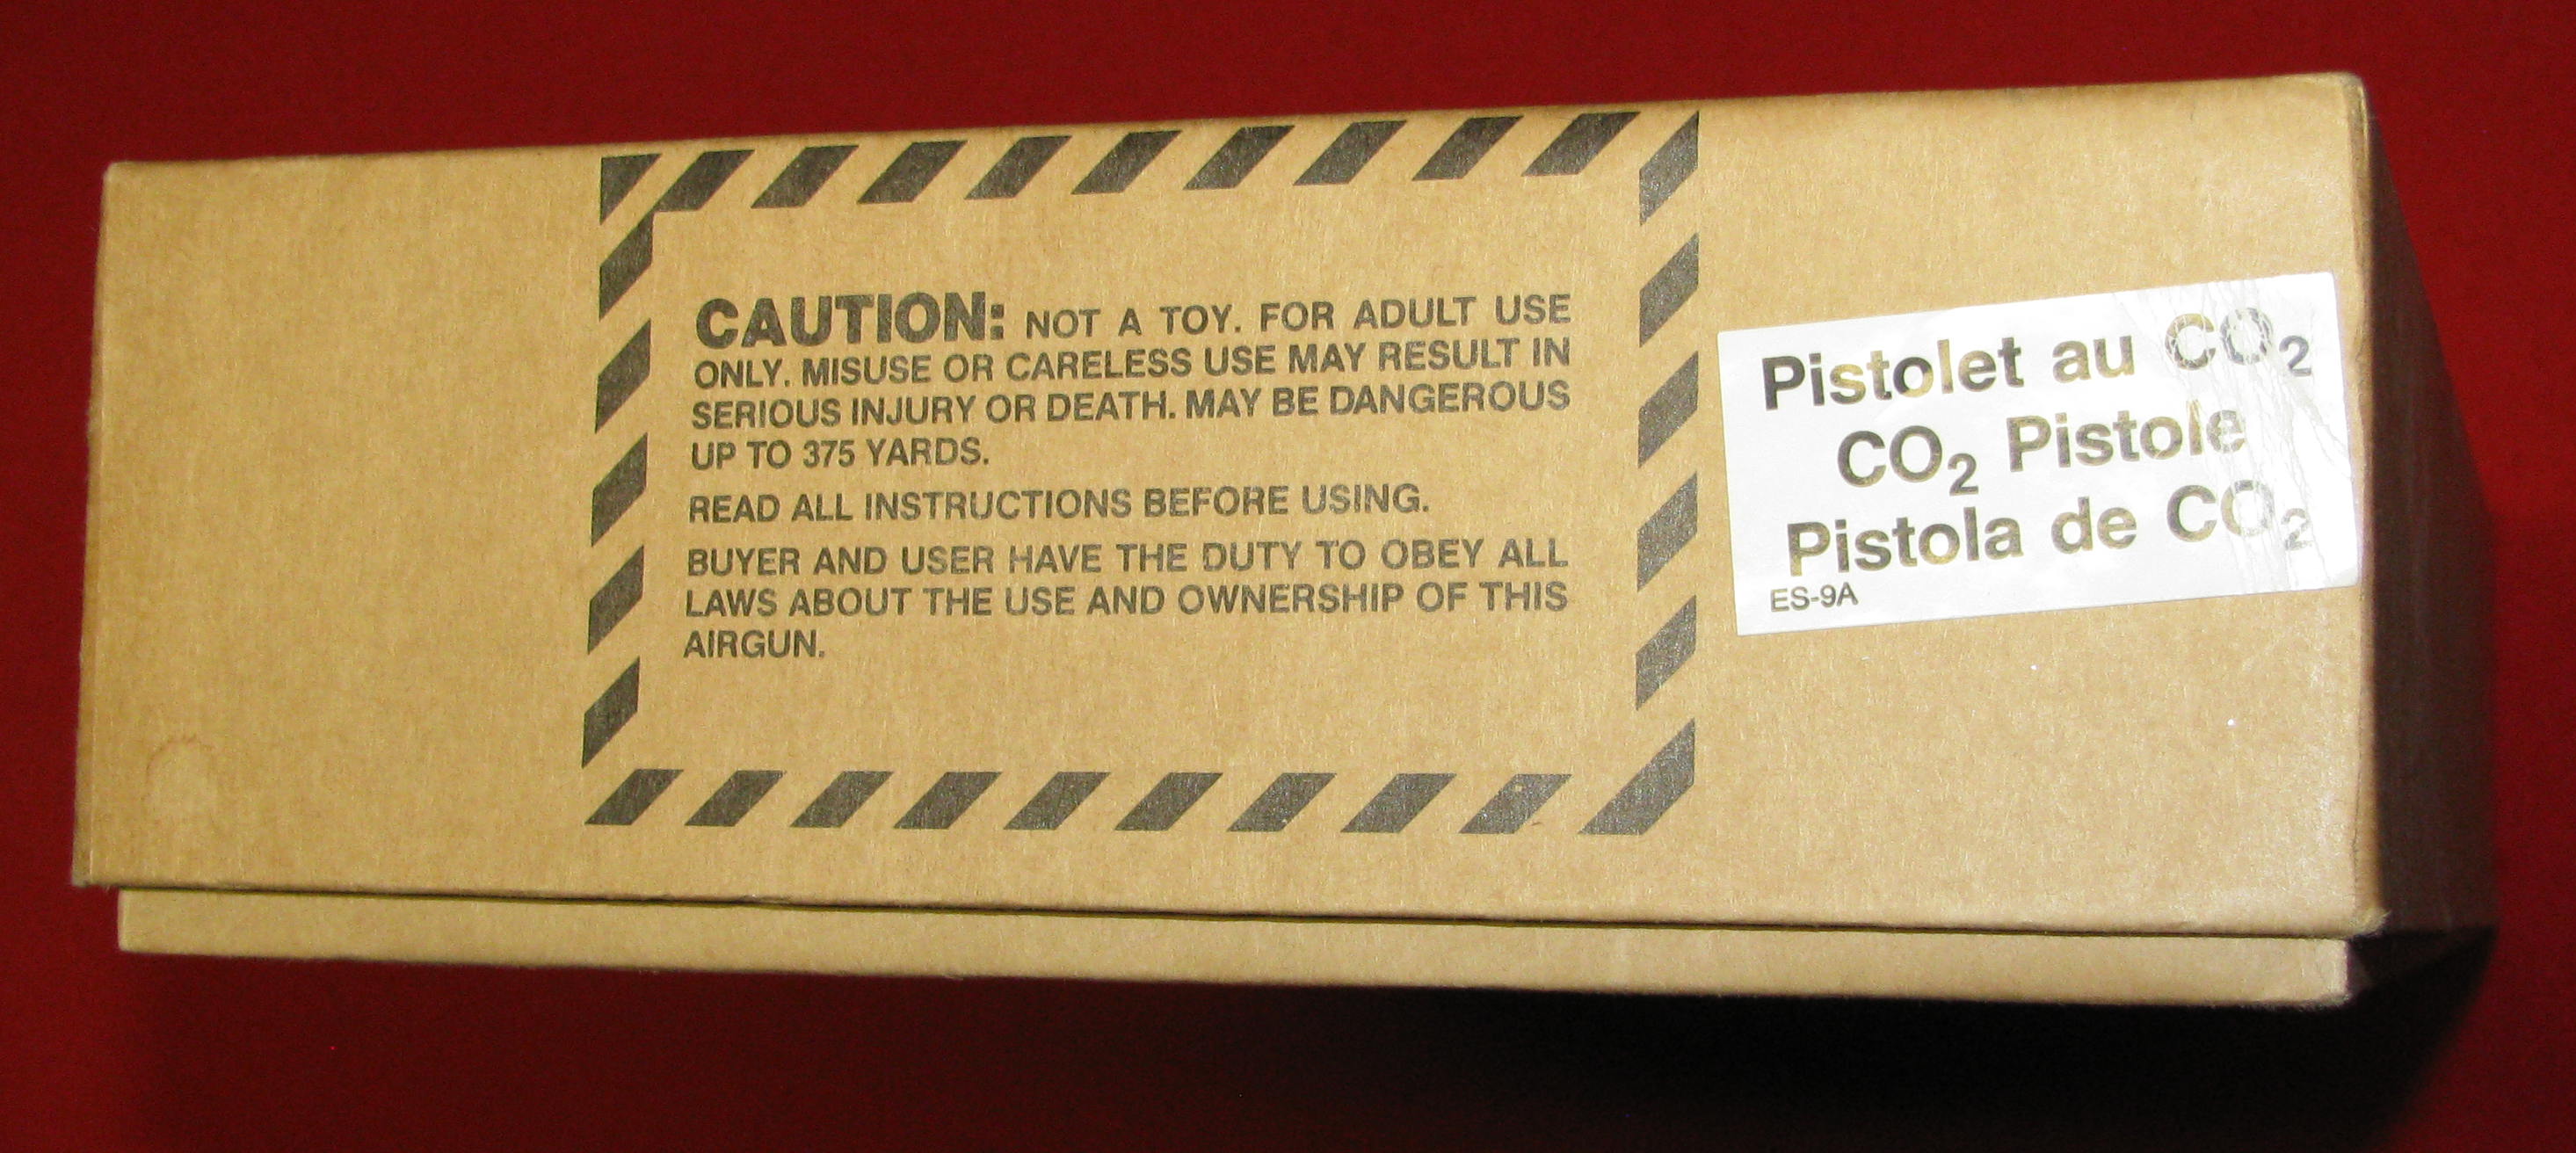 CAUTION: NOT A TOY. FOR ADULT USE
ONLY. MISUSE OR CARELESS USE MAY RESULT IN
SERIOUS INJURY OR DEATH. MAY BE DANGEROUS
UP TO 375 YARDS.
READ ALL INSTRUCTIONS BEFORE USING.
BUYER AND USER HAVE THE DUTY TO OBEY ALL
LAWS ABOUT THE USE AND OWNERSHIP OF THIS
AIRGUN.
Pistolet au CO₂
CO₂ Pistole
Pistola de CO₂
ES-9A